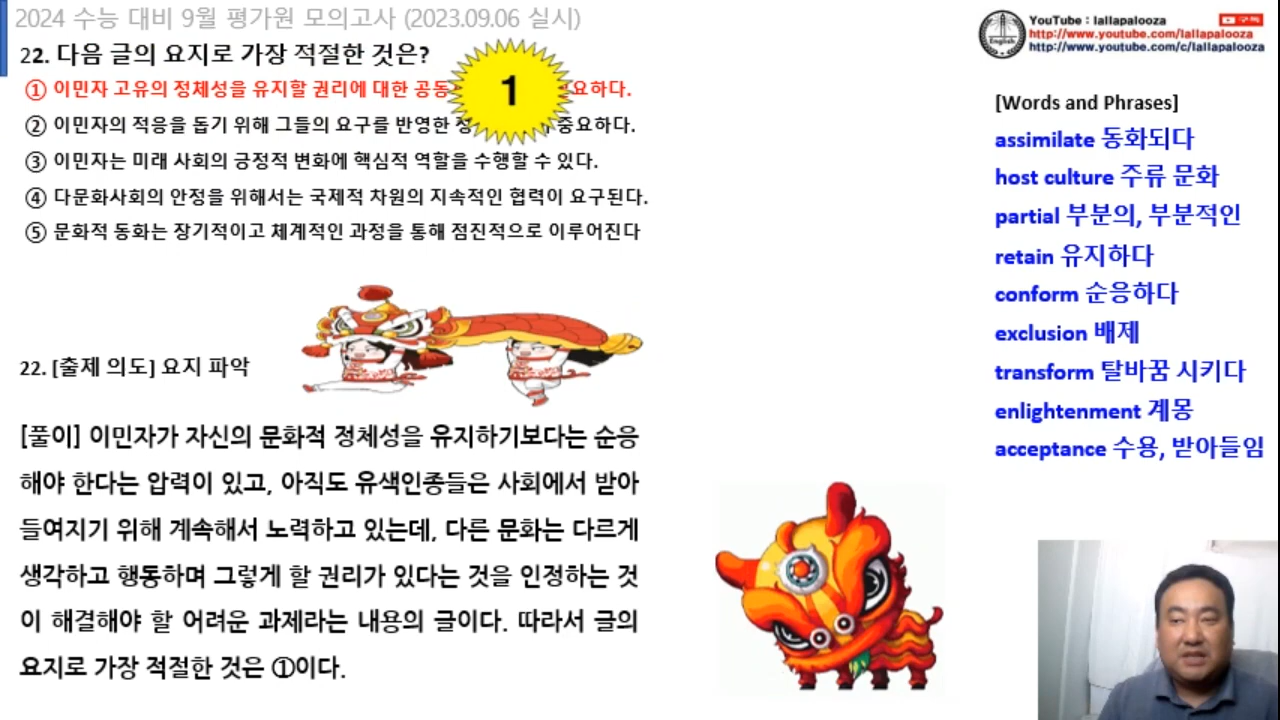 2024 수능 대비 9월 평가원 모의고사 (2023.09.06 실시)
22. 다음 글의 요지로 가장 적절한 것은?
① 이민자 고유의 정체성을 유지할 권리에 대한 공동 요하다.
1
② 이민자의 적응을 돕기 위해 그들의 요구를 반영한 중요하다.
③ 이민자는 미래 사회의 긍정적 변화에 핵심적 역할을 수행할 수 있다.
④ 다문화사회의 안정을 위해서는 국제적 차원의 지속적인 협력이 요구된다.
⑤ 문화적 동화는 장기적이고 체계적인 과정을 통해 점진적으로 이루어진다
22. [출제 의도] 요지 파악
[풀이] 이민자가 자신의 문화적 정체성을 유지하기보다는 순응
해야 한다는 압력이 있고, 아직도 유색인종들은 사회에서 받아
들여지기 위해 계속해서 노력하고 있는데, 다른 문화는 다르게
생각하고 행동하며 그렇게 할 권리가 있다는 것을 인정하는 것
이 해결해야 할 어려운 과제라는 내용의 글이다. 따라서 글의
요지로 가장 적절한 것은 ①이다.
English
YouTube : lallapalooza
구독
http://www.youtube.com/lallapalooza
http://www.youtube.com/c/lallapalooza
[Words and Phrases]
assimilate 동화되다
host culture 주류 문화
partial 부분의, 부분적인
retain 유지하다
conform 순응하다
exclusion 배제
transform 탈바꿈 시키다
enlightenment 계몽
acceptance 수용, 받아들임